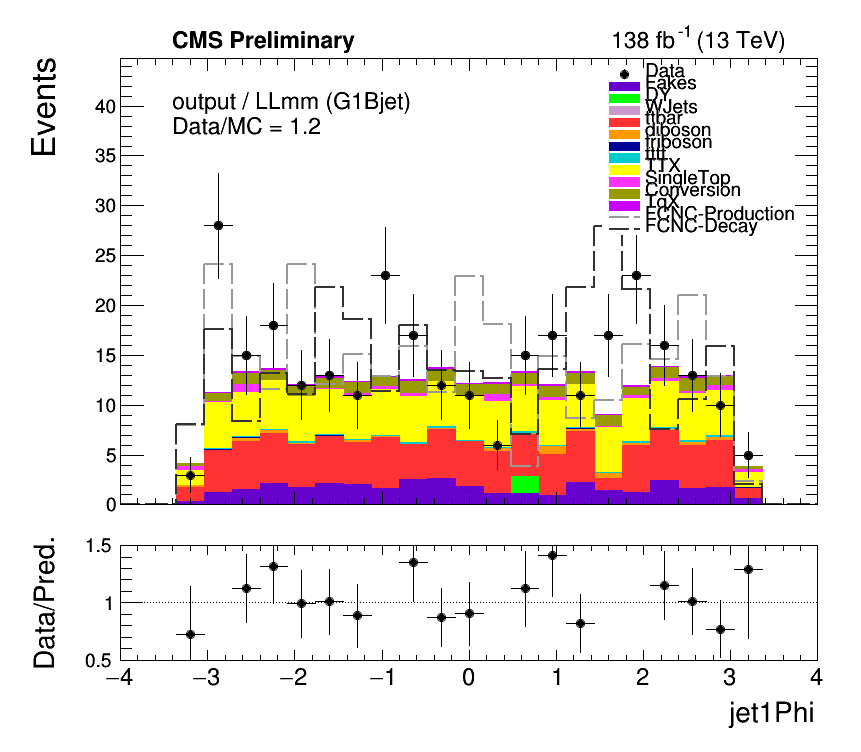 CMS Preliminary
138 fb-1 (13 TeV)
Events
output / LLmm (G1Bjet)
Data/MC = 1.2
Data
Fakes
DY
WJets
ttbar
diboson
triboson
tttt
TTX
SingleTop
Conversion
TqX
FCNC-Production
FCNC-Decay
40
35
30
25
20
15
10
5
0
Data/Pred.
1.5
1
0.5
−4 −3 −2 −1 0 1 2 3 4
jet1Phi